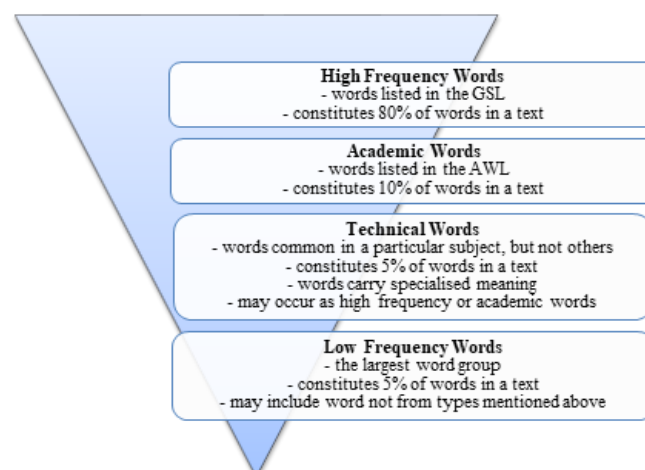 High Frequency Words
- words listed in the GSL
- constitutes 80% of words in a text
Academic Words
- words listed in the AWL
- constitutes 10% of words in a text
Technical Words
- words common in a particular subject, but not others
- constitutes 5% of words in a text
- words carry specialised meaning
- may occur as high frequency or academic words
Low Frequency Words
- the largest word group
- constitutes 5% of words in a text
- may include word not from types mentioned above